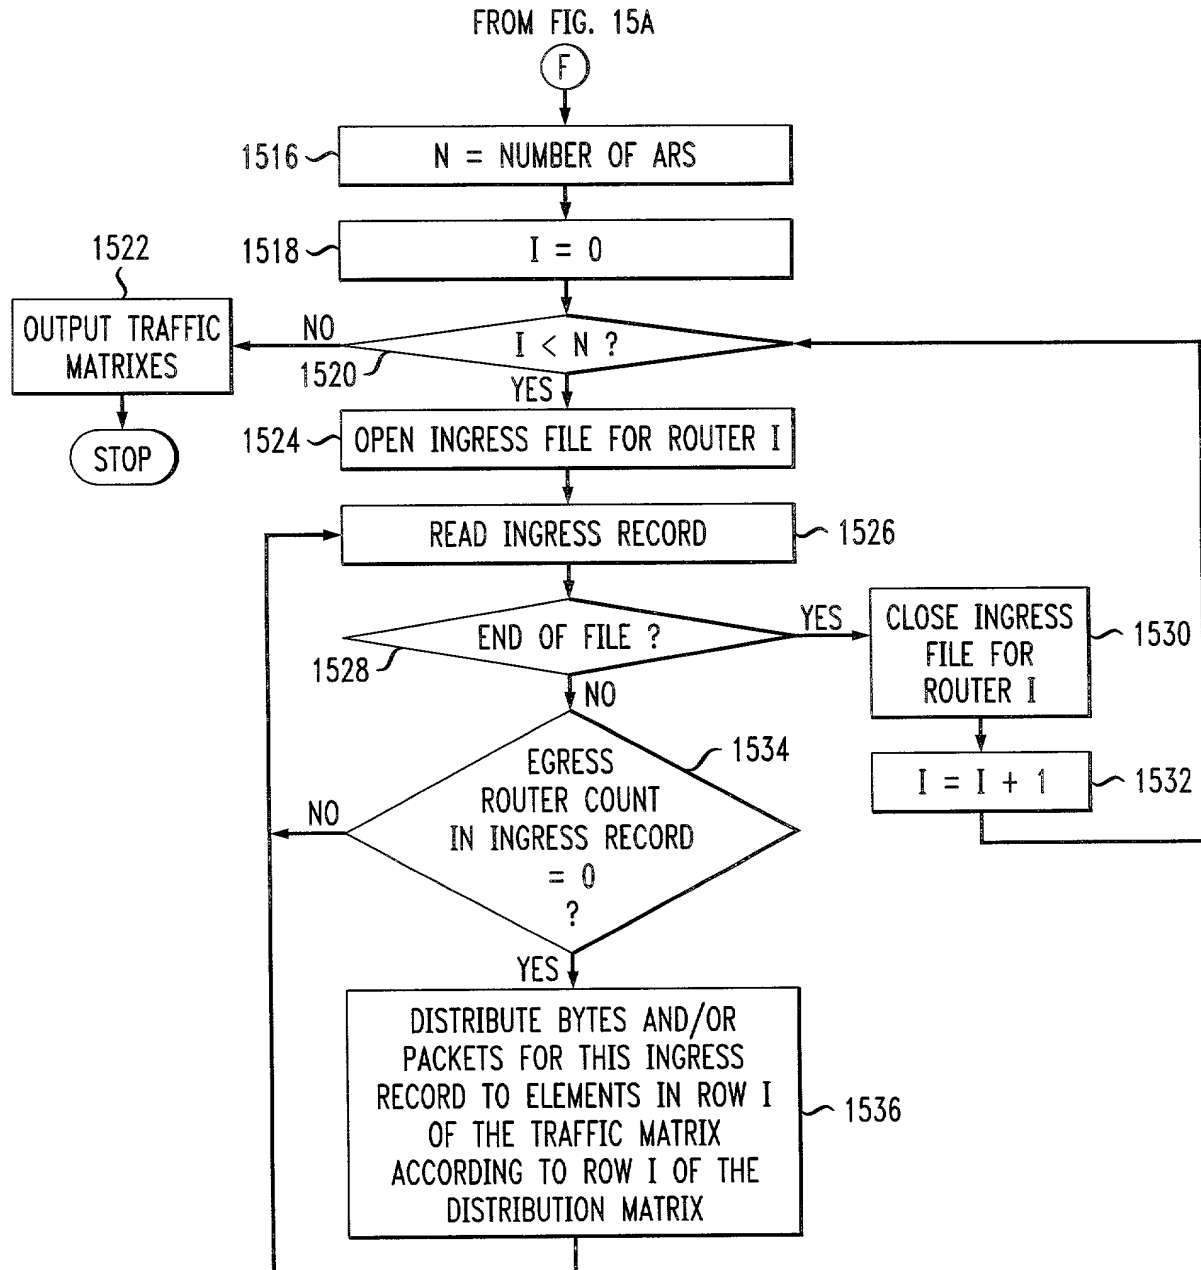 FROM FIG. 15A
F
1516
N = NUMBER OF ARS
1518
I = 0
1522
OUTPUT TRAFFIC
MATRIXES
STOP
NO
I < N ?
1520
YES
1524
OPEN INGRESS FILE FOR ROUTER I
READ INGRESS RECORD
1526
END OF FILE ?
1528
YES
CLOSE INGRESS
FILE FOR
ROUTER I
1530
I = I + 1
1532
NO
EGRESS
ROUTER COUNT
IN INGRESS RECORD
= 0
?
1534
NO
YES
DISTRIBUTE BYTES AND/OR
PACKETS FOR THIS INGRESS
RECORD TO ELEMENTS IN ROW I
OF THE TRAFFIC MATRIX
ACCORDING TO ROW I OF THE
DISTRIBUTION MATRIX
1536